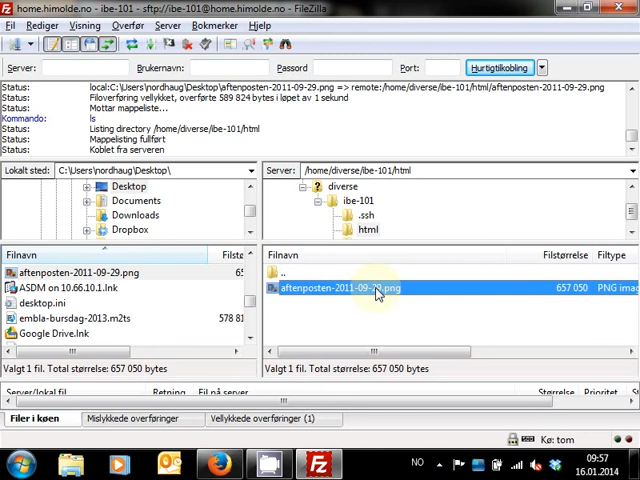 home.himolde.no - ibe-101 - sftp://ibe-101@home.himolde.no - FileZilla
Fil Rediger Visning Overfør Server Bokmerker Hjelp
Server: Brukernavn: Passord Port: Hurtigtilkobling
Status: local:C:\Users\nordhaug\Desktop\aftenposten-2011-09-29.png => remote:/home/diverse/ibe-101/html/aftenposten-2011-09-29.png
Status: Filoverføring vellykket, overførte 589 824 bytes i løpet av 1 sekund
Status: Mottar mappeliste...
Kommando: ls
Status: Listing directory /home/diverse/ibe-101/html
Status: Mappelisting fullført
Status: Koblet fra serveren
Lokalt sted: C:\Users\nordhaug\Desktop\ Server: /home/diverse/ibe-101/html
Desktop
Documents
Downloads
Dropbox
diverse
ibe-101
.ssh
html
Filnavn Filstø
aftenposten-2011-09-29.png 65
ASDM on 10.66.10.1.lnk
desktop.ini
embla-bursdag-2013.m2ts 578 81
Google Drive.lnk
Filnavn Filstørrelse Filtype
..
aftenposten-2011-09-29.png 657 050 PNG imag
Valgt 1 fil. Total størrelse: 657 050 bytes
Valgt 1 fil. Total størrelse: 657 050 bytes
Server/lokal fil Retning Fil på server Størrelse Prioritet
Filer i køen Mislykkede overføringer Vellykkede overføringer (1)
Kø: tom
NO 09:57
16.01.2014